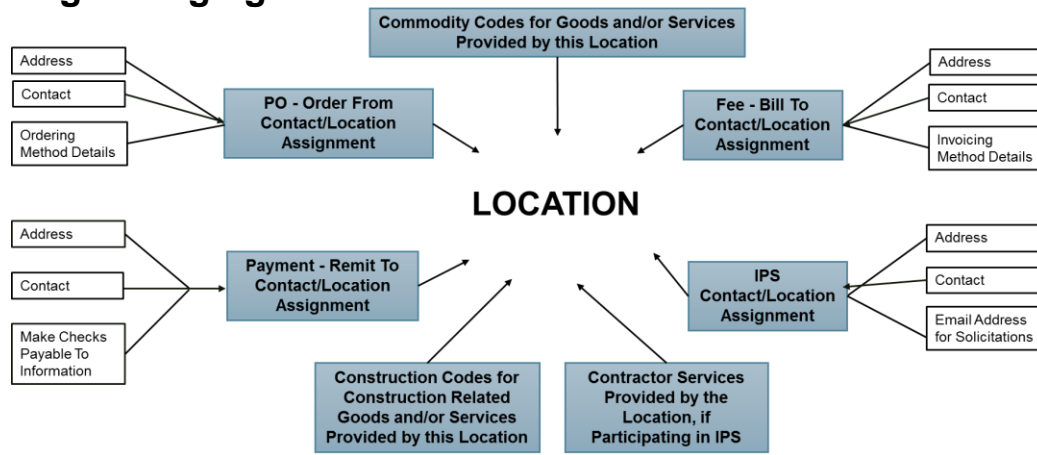 Commodity Codes for Goods and/or Services
Provided by this Location
Address
Contact
Ordering
Method Details
PO - Order From
Contact/Location
Assignment
Fee - Bill To
Contact/Location
Assignment
Address
Contact
Invoicing
Method Details
LOCATION
Address
Contact
Make Checks
Payable To
Information
Payment - Remit To
Contact/Location
Assignment
IPS
Contact/Location
Assignment
Address
Contact
Email Address
for Solicitations
Construction Codes for
Construction Related
Goods and/or Services
Provided by this Location
Contractor Services
Provided by the
Location, if
Participating in IPS